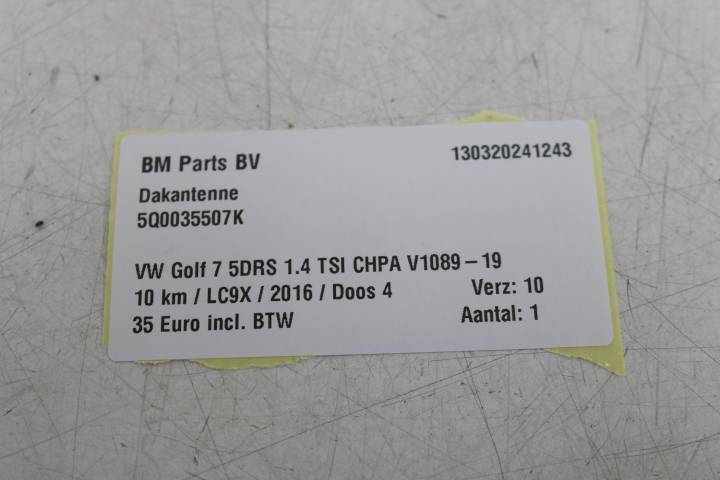 BM Parts BV 130320241243
Dakantenne
5Q0035507K
VW Golf 7 5DRS 1.4 TSI CHPA V1089-19
10 km / LC9X / 2016 / Doos 4 Verz: 10
35 Euro incl. BTW Aantal: 1